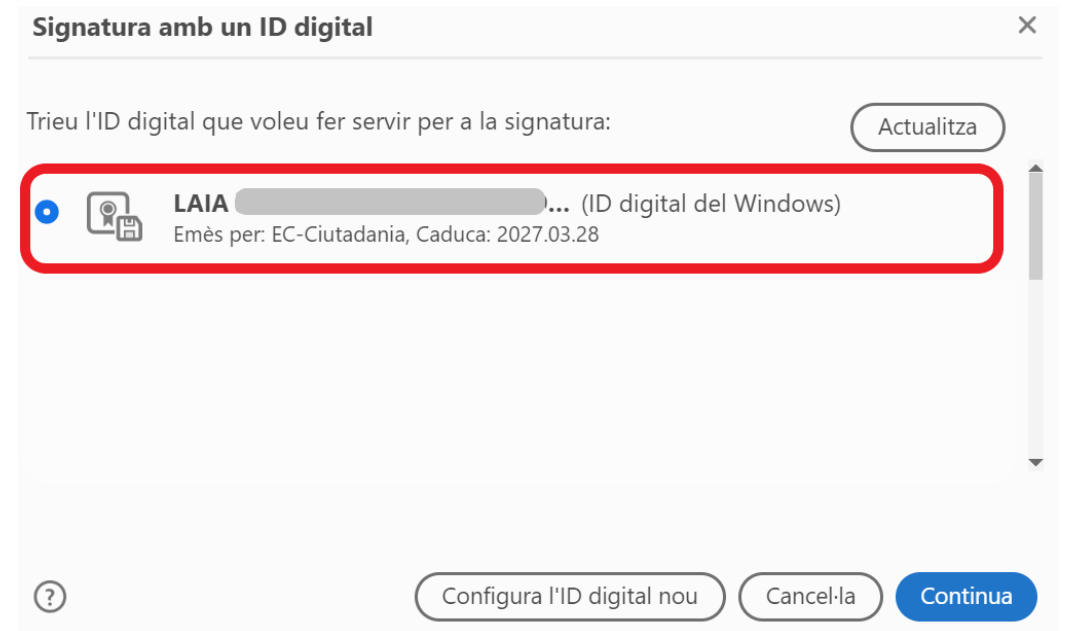 Signatura amb un ID digital
Trieu l'ID digital que voleu fer servir per a la signatura:
Actualitza
LAIA ... (ID digital del Windows)
Emès per: EC-Ciutadania, Caduca: 2027.03.28
?
Configura l'ID digital nou
Cancel·la
Continua